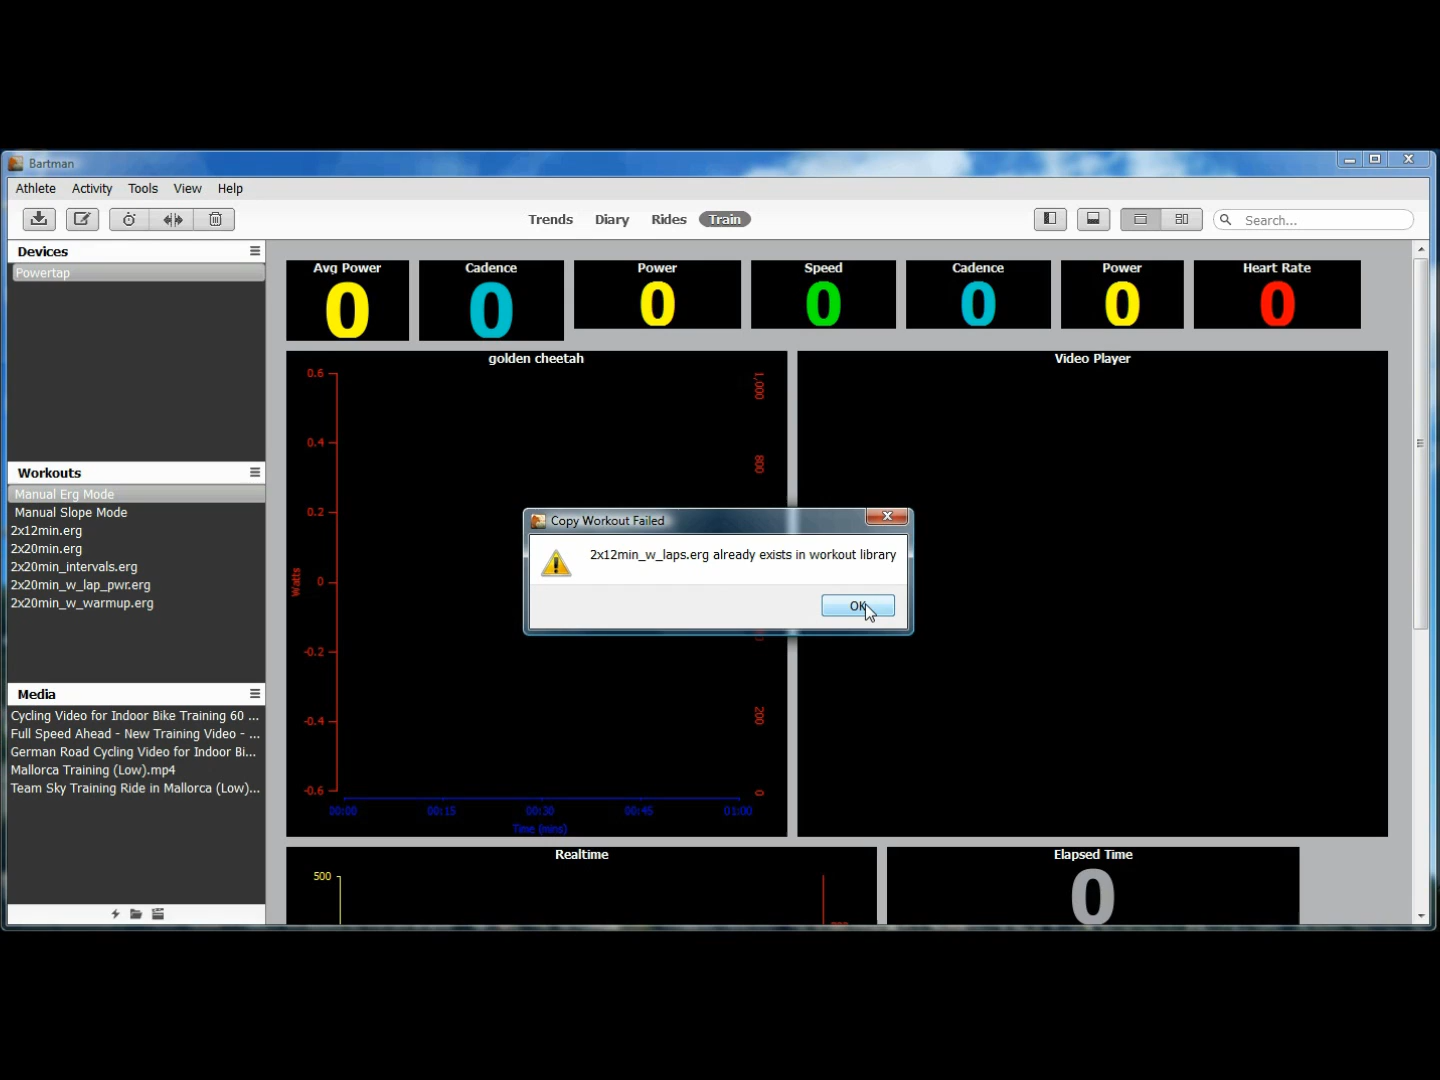 Bartman
Athlete Activity Tools View Help
Trends Diary Rides Train Search...
Devices
Powertap
Workouts
Manual Erg Mode
Manual Slope Mode
2x12min.erg
2x20min.erg
2x20min_intervals.erg
2x20min_w_lap_pwr.erg
2x20min_w_warmup.erg
Media
Cycling Video for Indoor Bike Training 60 ...
Full Speed Ahead - New Training Video - ...
German Road Cycling Video for Indoor Bi...
Mallorca Training (Low).mp4
Team Sky Training Ride in Mallorca (Low)...
Avg Power
0
Cadence
0
Power
0
Speed
0
Cadence
0
Power
0
Heart Rate
0
golden cheetah
0.6
0.4
0.2
0
-0.2
-0.4
-0.6
Watts
1,000
800
200
0
00:00 00:15 00:30 00:45 01:00
Time (mins)
Video Player
Copy Workout Failed
2x12min_w_laps.erg already exists in workout library
OK
Realtime
500
Elapsed Time
0